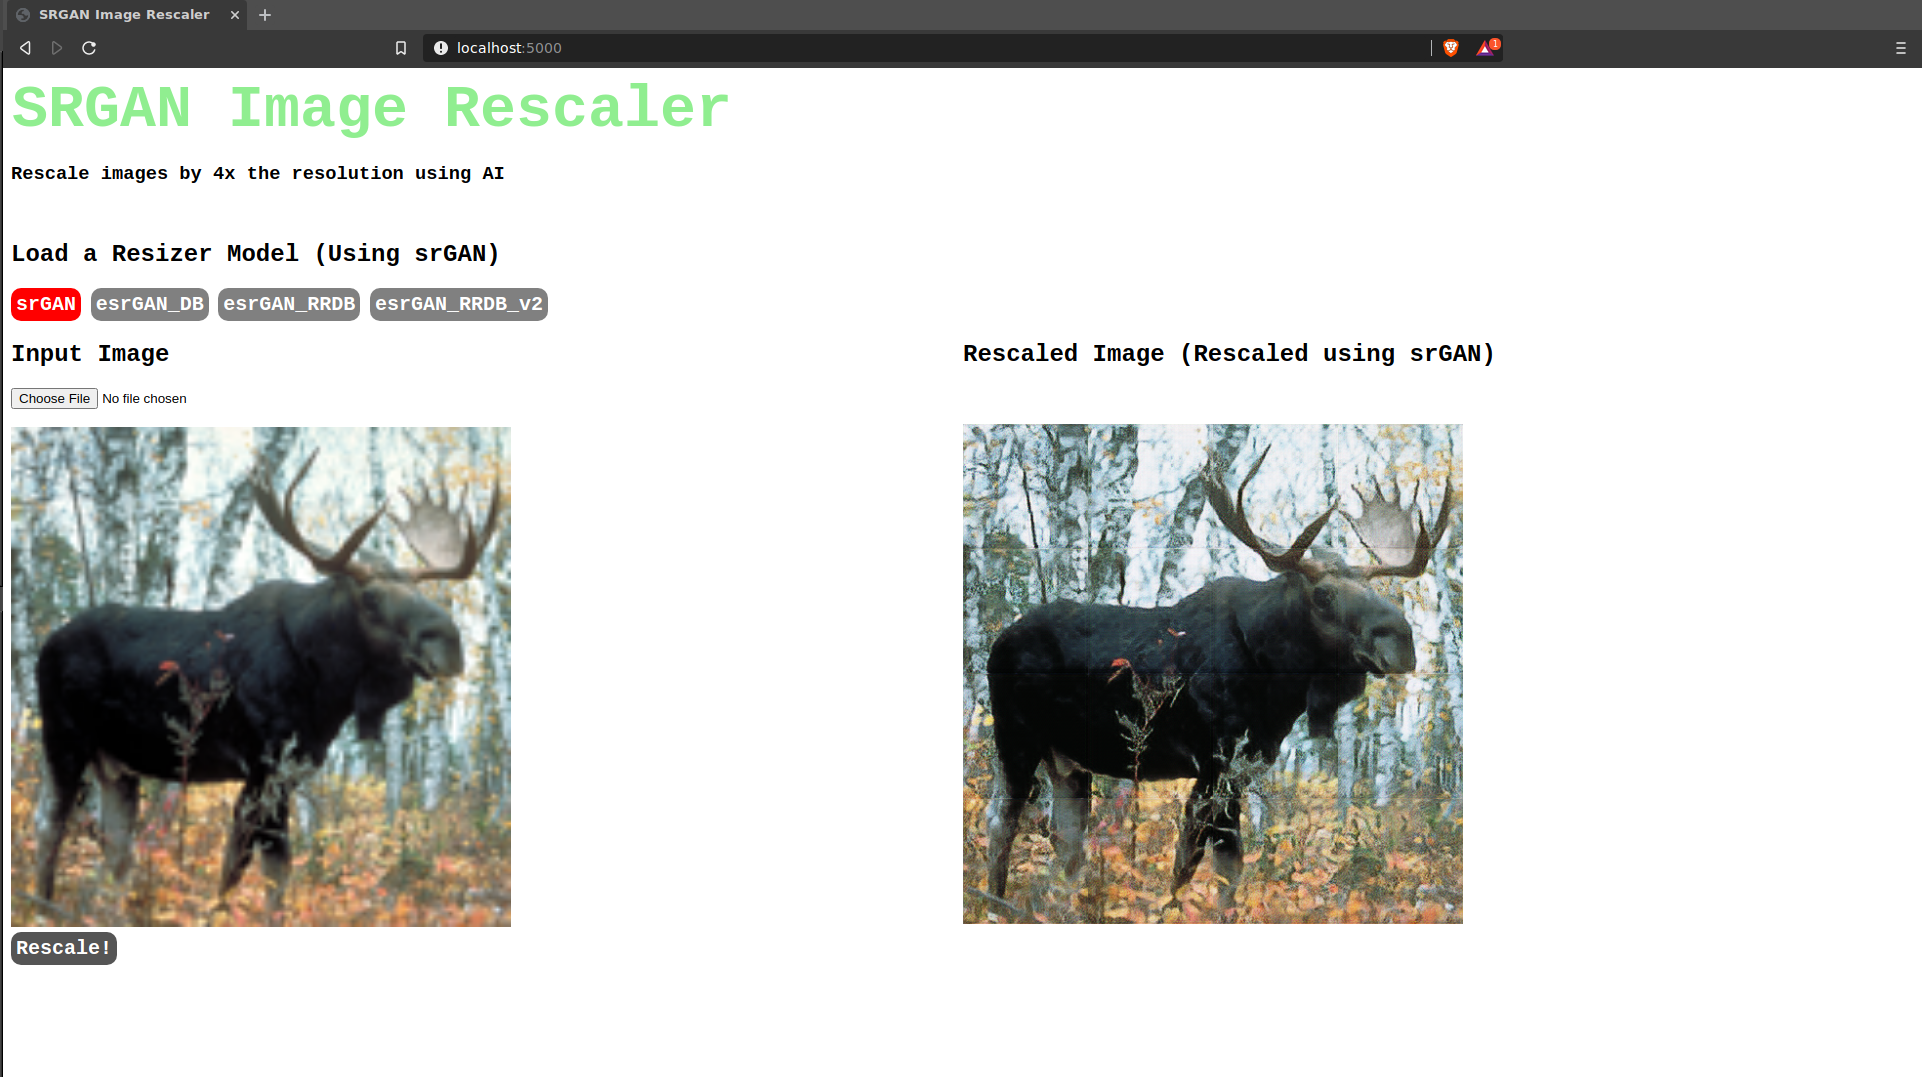 SRGAN Image Rescaler
localhost:5000
1
SRGAN Image Rescaler
Rescale images by 4x the resolution using AI
Load a Resizer Model (Using srGAN)
srGAN esrGAN_DB esrGAN_RRDB esrGAN_RRDB_v2
Input Image
Rescaled Image (Rescaled using srGAN)
Choose File No file chosen
Rescale!